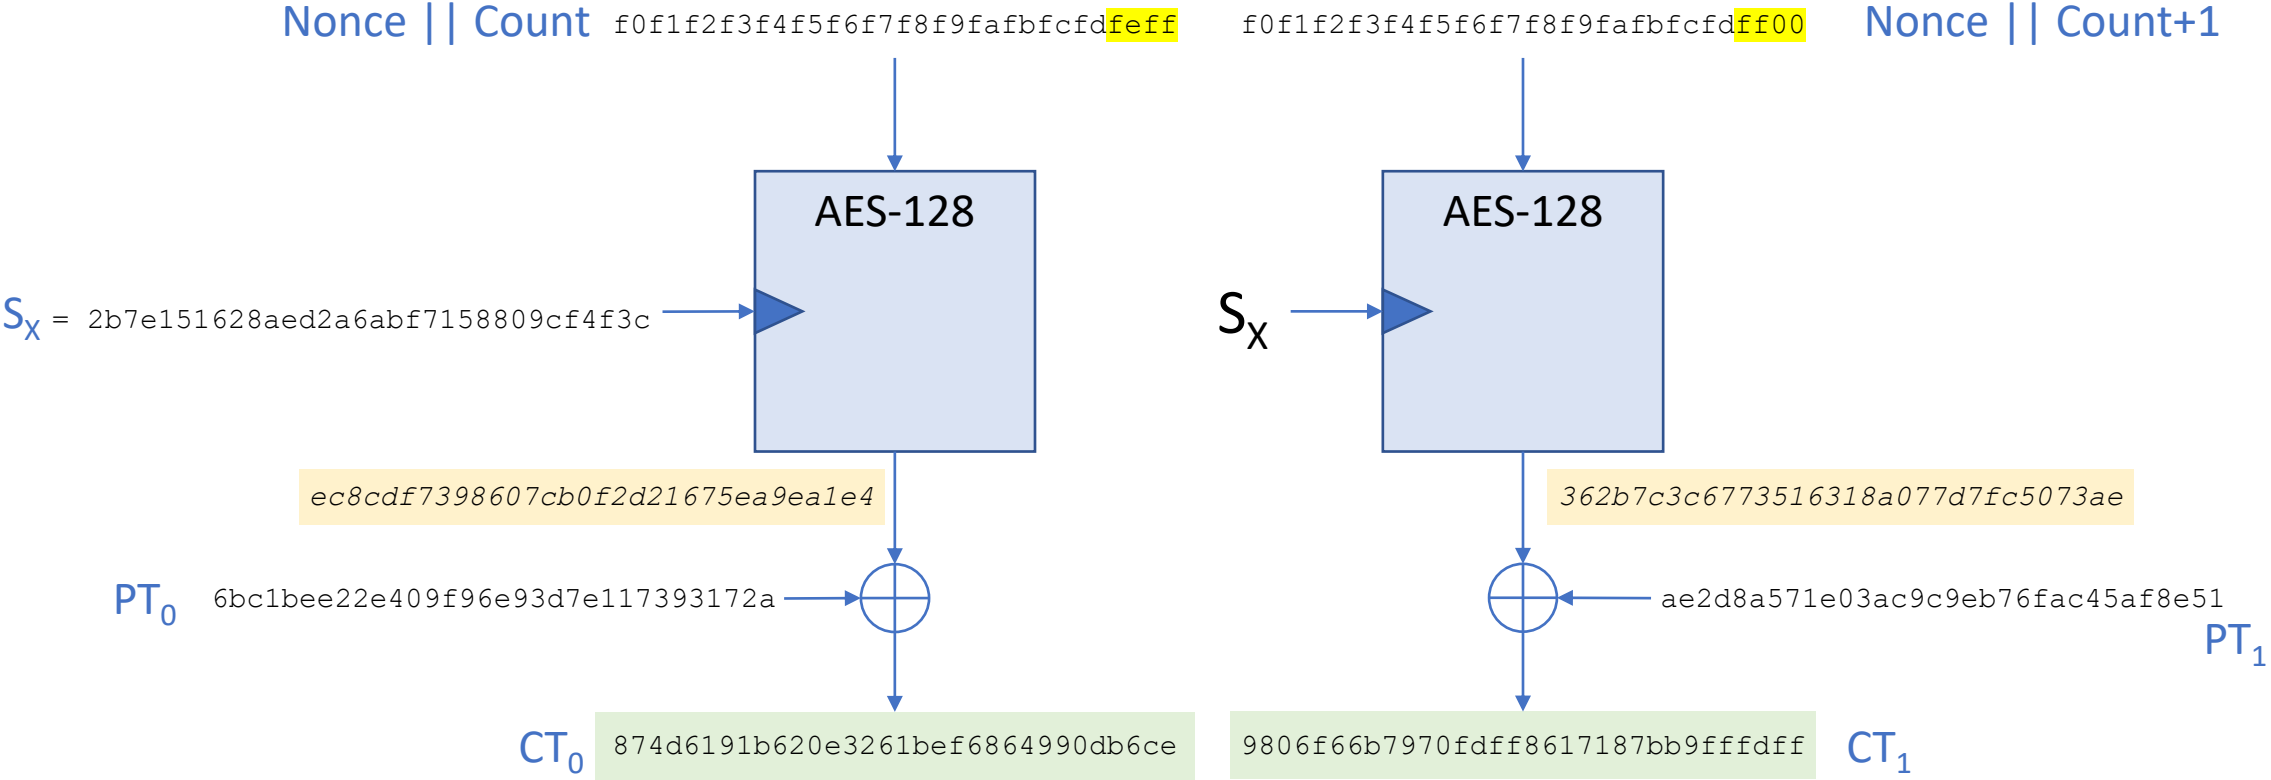 Nonce || Count f0f1f2f3f4f5f6f7f8f9fafbfcfdfeff f0f1f2f3f4f5f6f7f8f9fafbfcfdff00 Nonce || Count+1
AES-128 AES-128
SX = 2b7e151628aed2a6abf7158809cf4f3c SX
ec8cdf7398607cb0f2d21675ea9ea1e4 362b7c3c6773516318a077d7fc5073ae
PT0 6bc1bee22e409f96e93d7e117393172a ae2d8a571e03ac9c9eb76fac45af8e51
PT1
CT0 874d6191b620e3261bef6864990db6ce 9806f66b7970fdff8617187bb9fffdff CT1